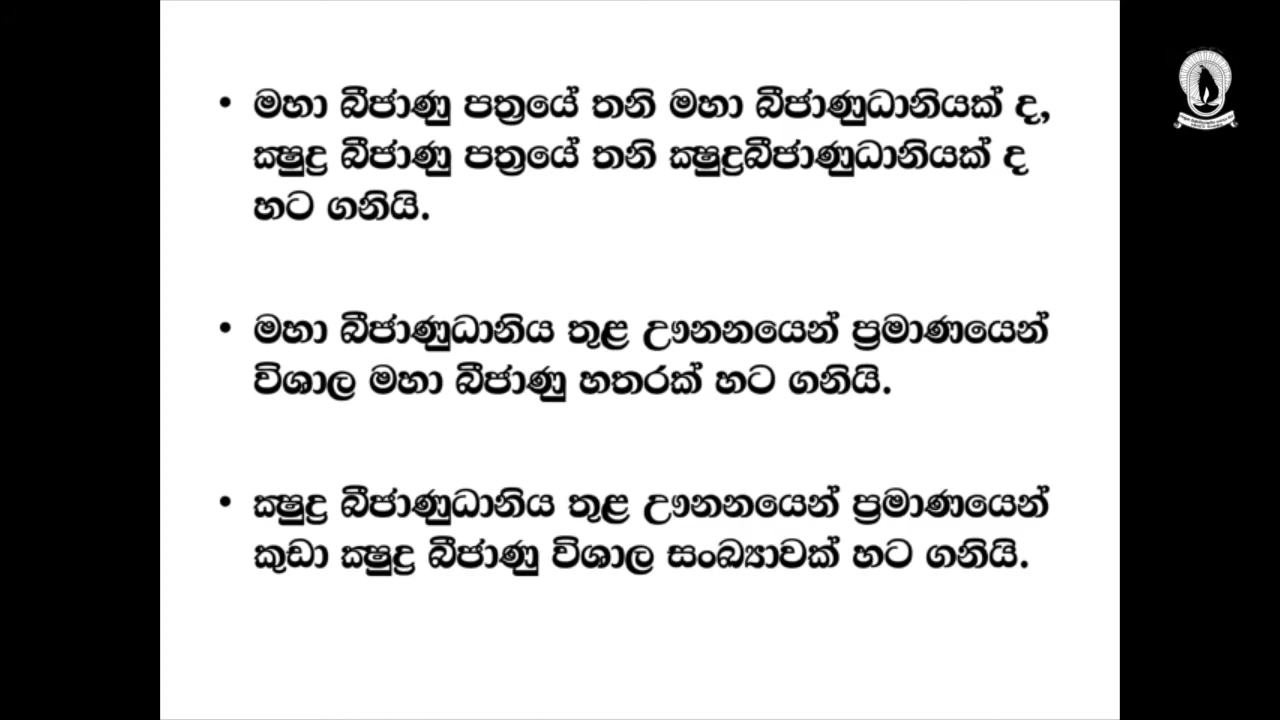 • මහා බීජාණු පත්‍රයේ තනි මහා බීජාණුධානියක් ද,
ක්‍ෂුද්‍ර බීජාණු පත්‍රයේ තනි ක්‍ෂුද්‍රබීජාණුධානියක් ද
හට ගනියි.
• මහා බීජාණුධානිය තුළ ඌනනයෙන් ප්‍රමාණයෙන්
විශාල මහා බීජාණු හතරක් හට ගනියි.
• ක්‍ෂුද්‍ර බීජාණුධානිය තුළ ඌනනයෙන් ප්‍රමාණයෙන්
කුඩා ක්‍ෂුද්‍ර බීජාණු විශාල සංඛ්‍යාවක් හට ගනියි.